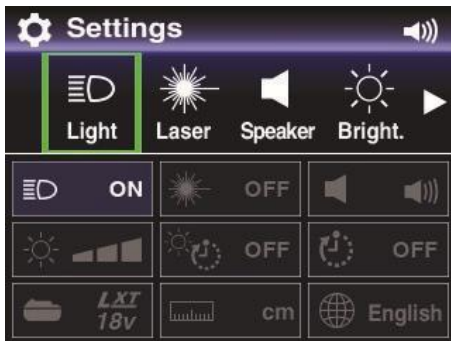 Settings
Light Laser Speaker Bright.
ON OFF
OFF OFF
LXT
18v cm English